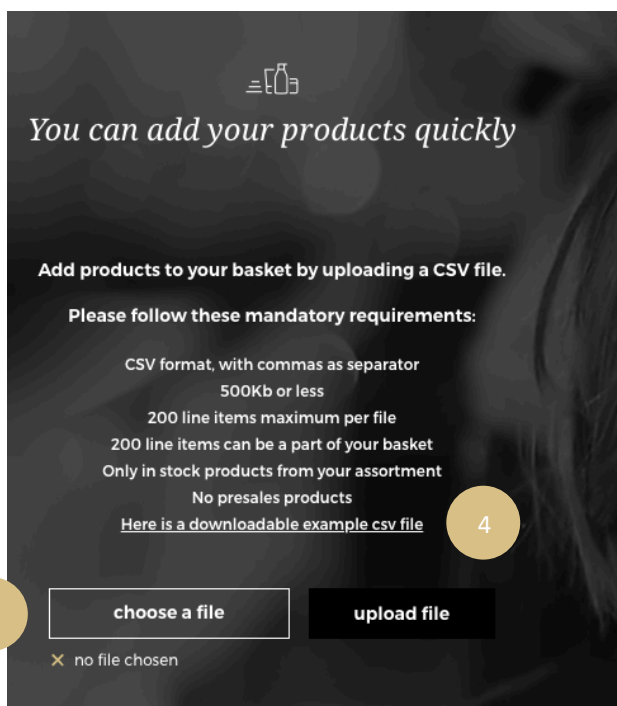 You can add your products quickly
Add products to your basket by uploading a CSV file.
Please follow these mandatory requirements:
CSV format, with commas as separator
500Kb or less
200 line items maximum per file
200 line items can be a part of your basket
Only in stock products from your assortment
No presales products
Here is a downloadable example csv file
4
choose a file
upload file
× no file chosen